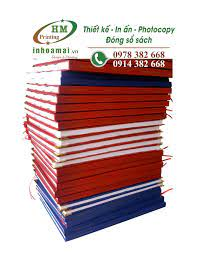 HM
Printing
inhoamai.vn
Thiết kế - In ấn - Photocopy
Đóng sổ sách
0978 382 668
0914 382 668